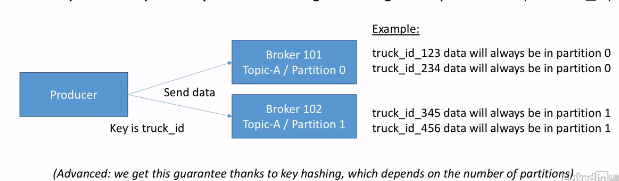 Example:
Broker 101
Topic-A / Partition 0
truck_id_123 data will always be in partition 0
truck_id_234 data will always be in partition 0
Producer
Send data
Key is truck_id
Broker 102
Topic-A / Partition 1
truck_id_345 data will always be in partition 1
truck_id_456 data will always be in partition 1
(Advanced: we get this guarantee thanks to key hashing, which depends on the number of partitions)